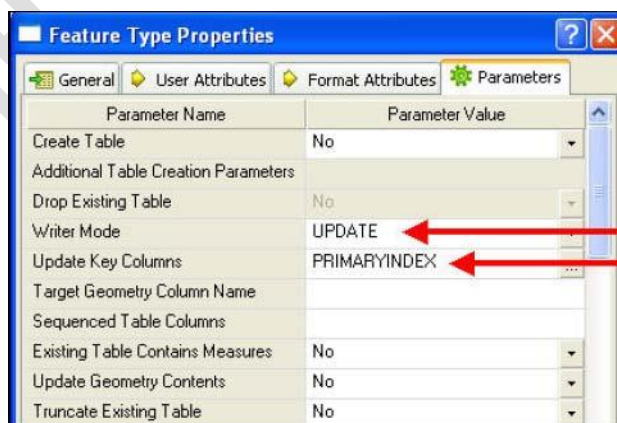 Feature Type Properties
General User Attributes Format Attributes Parameters
Parameter Name Parameter Value
Create Table No
Additional Table Creation Parameters
Drop Existing Table No
Writer Mode UPDATE
Update Key Columns PRIMARYINDEX ...
Target Geometry Column Name
Sequenced Table Columns
Existing Table Contains Measures No
Update Geometry Contents No
Truncate Existing Table No